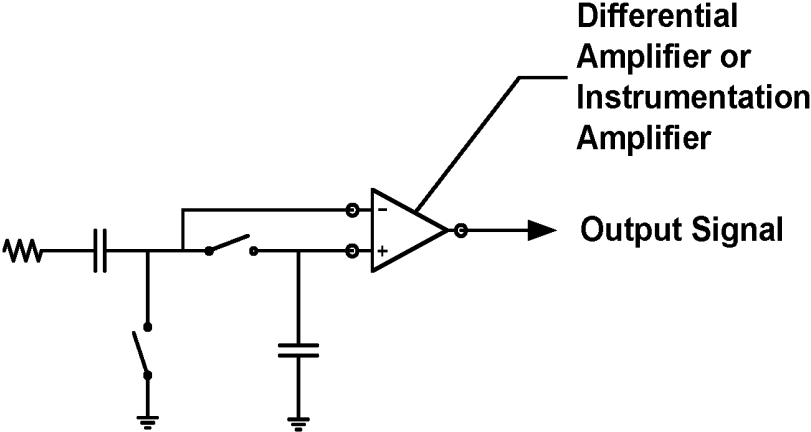 Differential
Amplifier or
Instrumentation
Amplifier
-
+
Output Signal